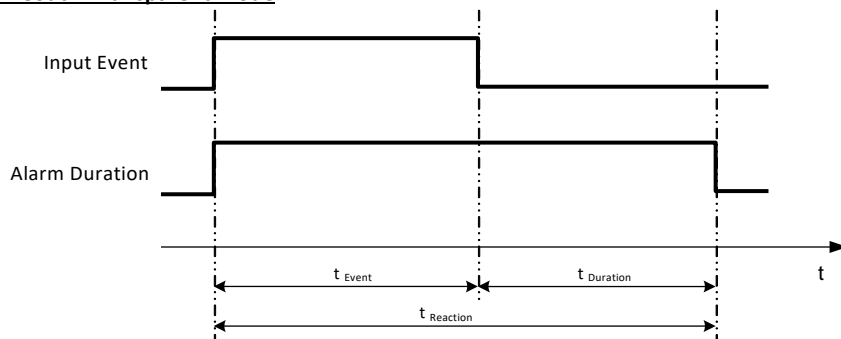 Input Event
Alarm Duration
t
t Event
t Duration
t Reaction